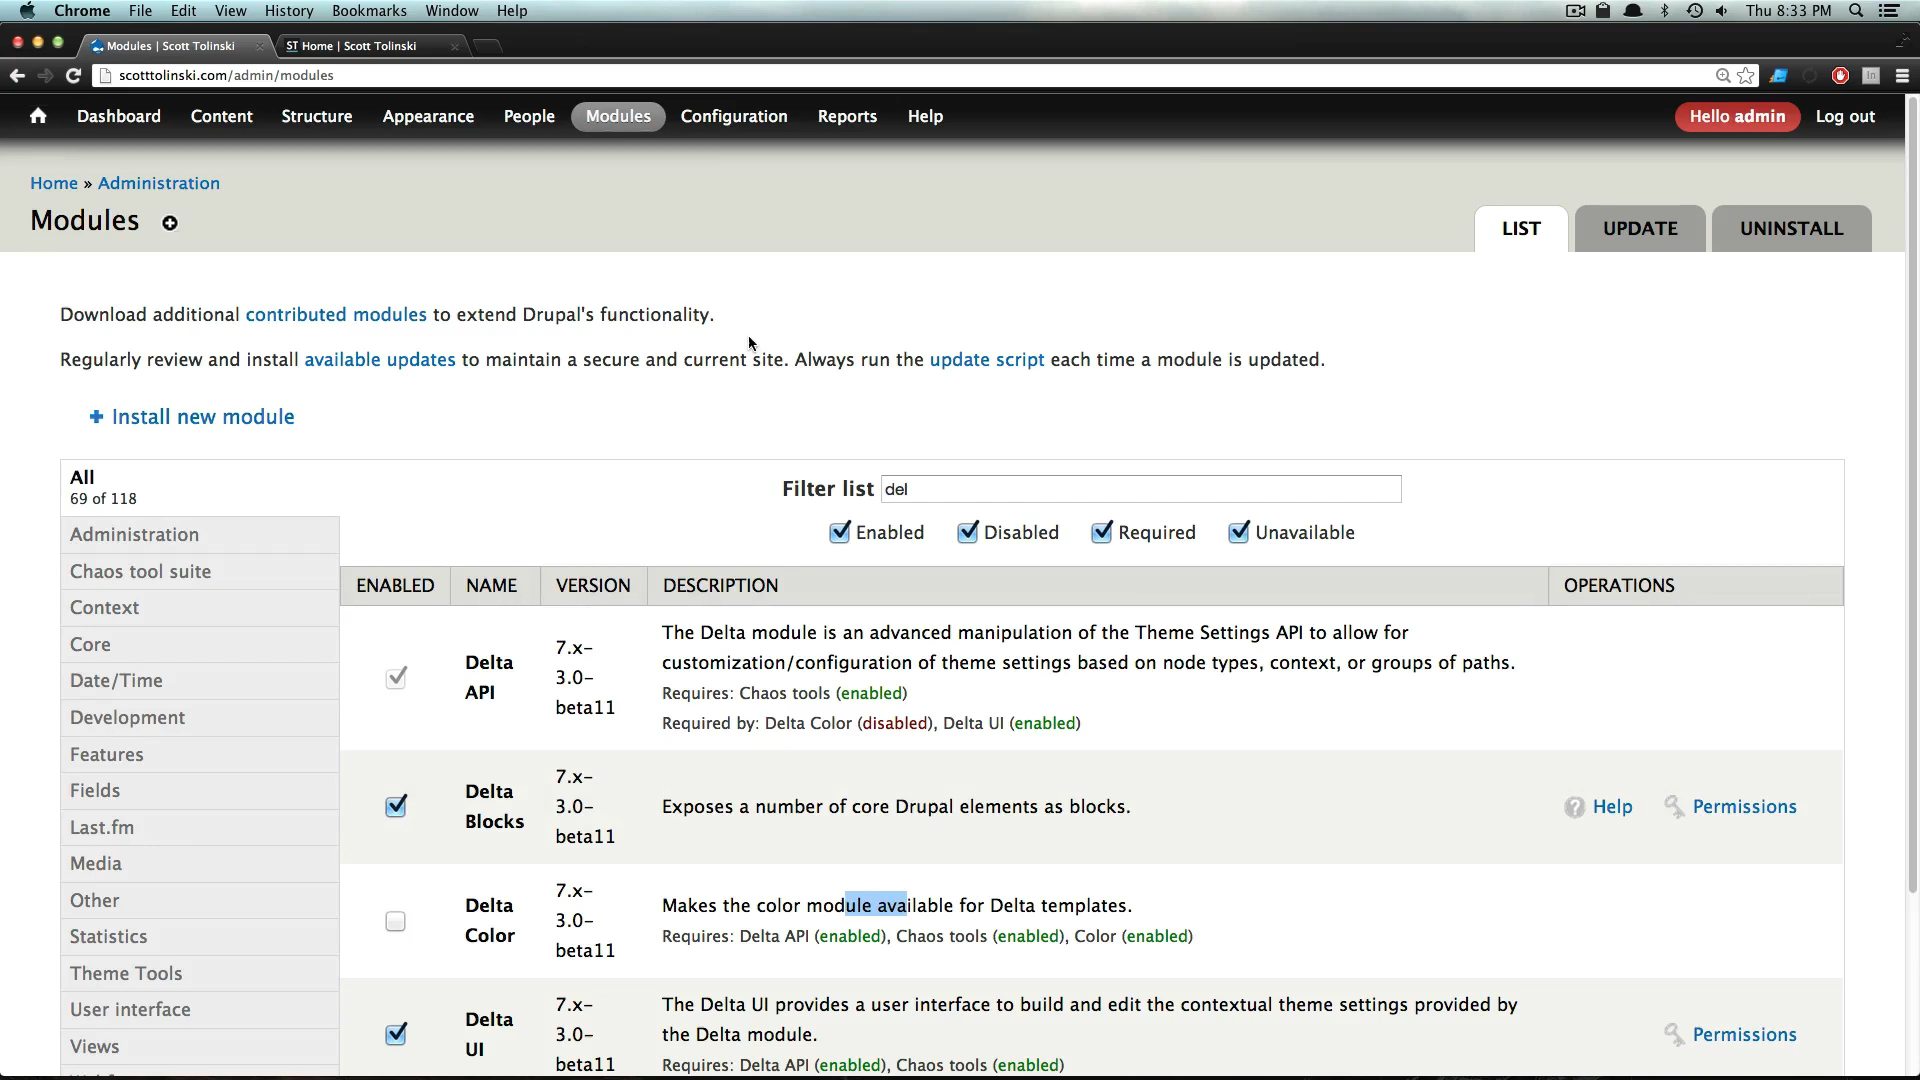 Chrome File Edit View History Bookmarks Window Help Thu 8:33 PM
Modules | Scott Tolinski ST Home | Scott Tolinski
scotttolinski.com/admin/modules
Dashboard Content Structure Appearance People Modules Configuration Reports Help Hello admin Log out
Home » Administration
Modules
LIST UPDATE UNINSTALL
Download additional contributed modules to extend Drupal's functionality.
Regularly review and install available updates to maintain a secure and current site. Always run the update script each time a module is updated.
+ Install new module
All
69 of 118
Administration
Chaos tool suite
Context
Core
Date/Time
Development
Features
Fields
Last.fm
Media
Other
Statistics
Theme Tools
User interface
Views
Filter list del
Enabled Disabled Required Unavailable
ENABLED NAME VERSION DESCRIPTION OPERATIONS
Delta API
7.x-3.0-beta11
The Delta module is an advanced manipulation of the Theme Settings API to allow for
customization/configuration of theme settings based on node types, context, or groups of paths.
Requires: Chaos tools (enabled)
Required by: Delta Color (disabled), Delta UI (enabled)
Delta Blocks
7.x-3.0-beta11
Exposes a number of core Drupal elements as blocks.
Help Permissions
Delta Color
7.x-3.0-beta11
Makes the color module available for Delta templates.
Requires: Delta API (enabled), Chaos tools (enabled), Color (enabled)
Delta UI
7.x-3.0-beta11
The Delta UI provides a user interface to build and edit the contextual theme settings provided by
the Delta module.
Requires: Delta API (enabled), Chaos tools (enabled)
Permissions